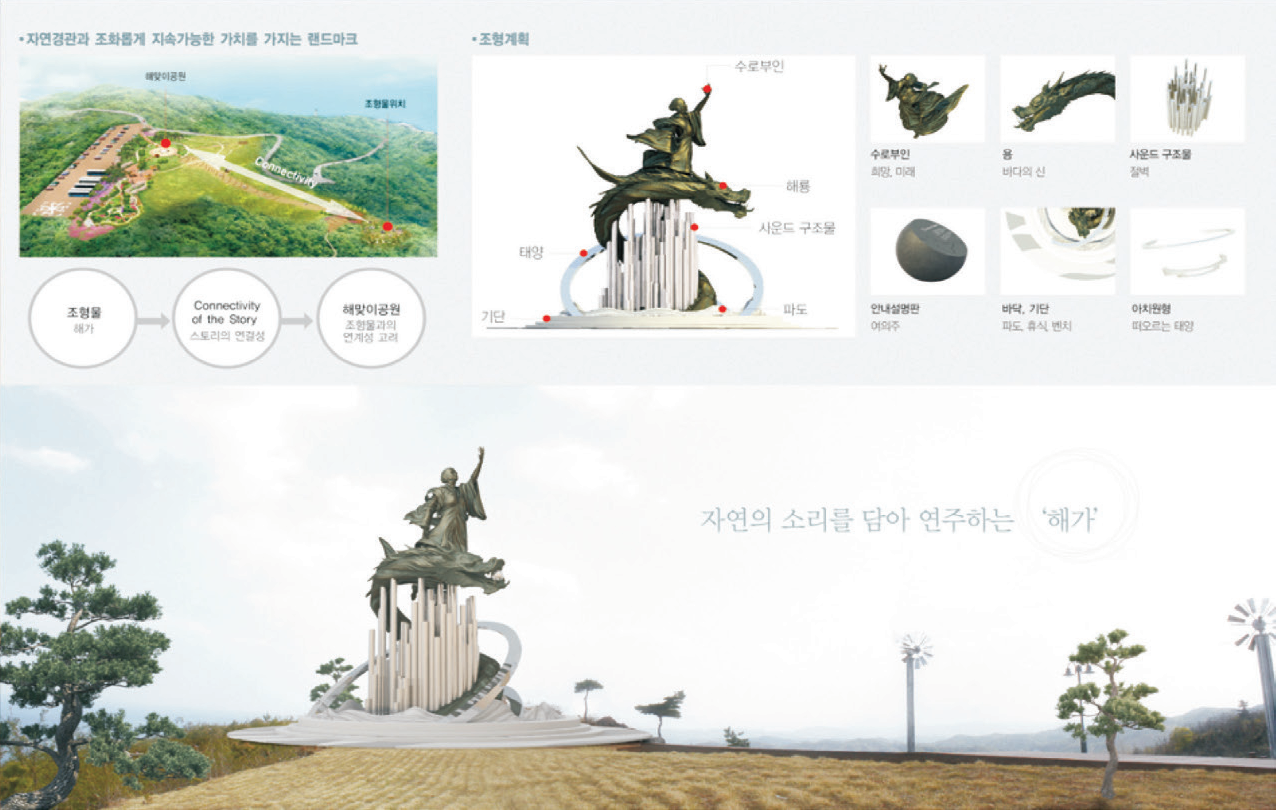 •자연경관과 조화롭게 지속가능한 가치를 가지는 랜드마크
해맞이공원
조형물위치
Connectivity
조형물
해가
Connectivity
of the Story
스토리의 연결성
해맞이공원
조형물과의
연계성 고려
•조형계획
수로부인
해룡
사운드 구조물
태양
기단
파도
수로부인
희망, 미래
용
바다의 신
사운드 구조물
절벽
안내설명판
여의주
바닥, 기단
파도, 휴식, 벤치
아치원형
떠오르는 태양
자연의 소리를 담아 연주하는 '해가'